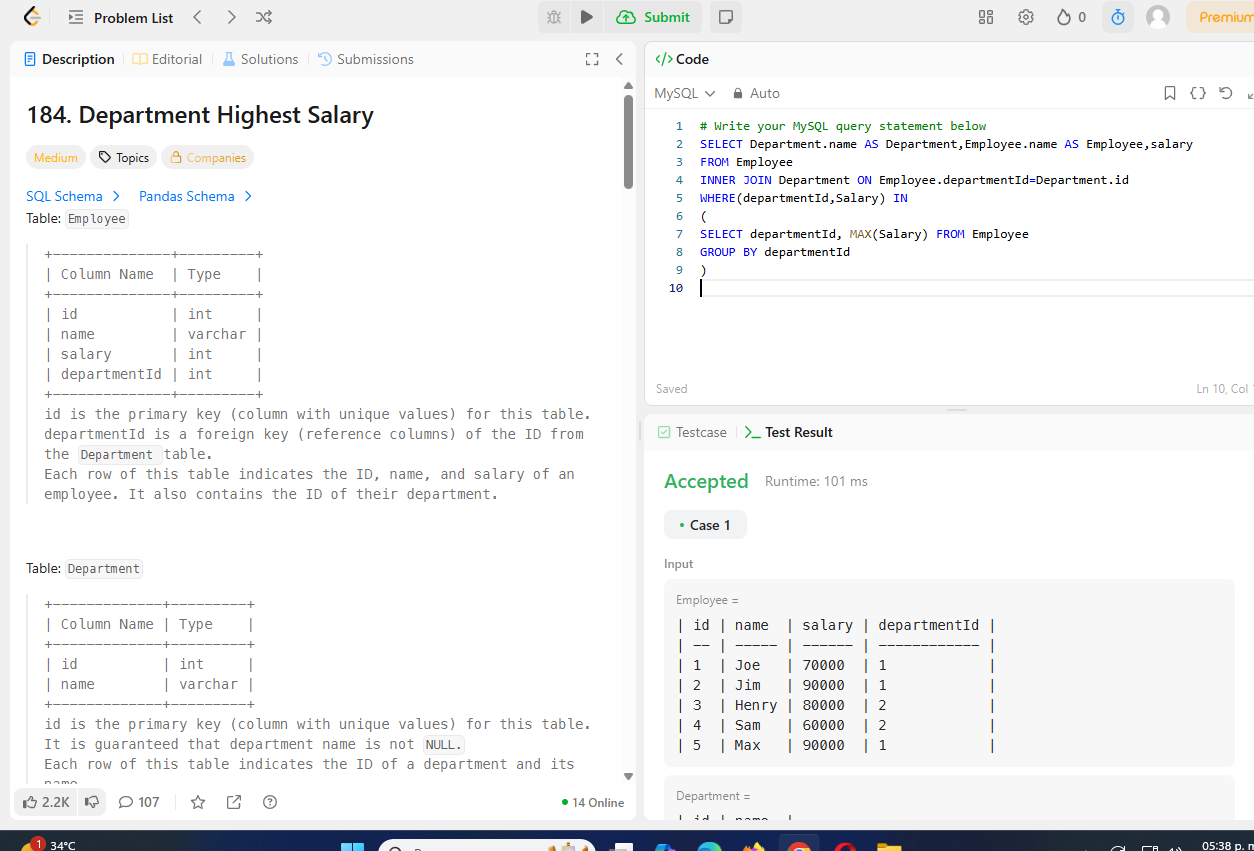 Problem List
Submit
0
Premium
Description
Editorial
Solutions
Submissions
184. Department Highest Salary
Medium
Topics
Companies
SQL Schema
Pandas Schema
Table: Employee
+--------------+---------+
| Column Name  | Type    |
+--------------+---------+
| id           | int     |
| name         | varchar |
| salary       | int     |
| departmentId | int     |
+--------------+---------+
id is the primary key (column with unique values) for this table.
departmentId is a foreign key (reference columns) of the ID from
the Department table.
Each row of this table indicates the ID, name, and salary of an
employee. It also contains the ID of their department.
Table: Department
+-------------+---------+
| Column Name | Type    |
+-------------+---------+
| id          | int     |
| name        | varchar |
+-------------+---------+
id is the primary key (column with unique values) for this table.
It is guaranteed that department name is not NULL.
Each row of this table indicates the ID of a department and its
name.
2.2K
107
14 Online
Code
MySQL
Auto
1 # Write your MySQL query statement below
2 SELECT Department.name AS Department,Employee.name AS Employee,salary
3 FROM Employee
4 INNER JOIN Department ON Employee.departmentId=Department.id
5 WHERE(departmentId,Salary) IN
6 (
7 SELECT departmentId, MAX(Salary) FROM Employee
8 GROUP BY departmentId
9 )
10
Saved
Ln 10, Col
Testcase
Test Result
Accepted
Runtime: 101 ms
Case 1
Input
Employee =
| id | name  | salary | departmentId |
| -- | ----- | ------ | ------------ |
| 1  | Joe   | 70000  | 1            |
| 2  | Jim   | 90000  | 1            |
| 3  | Henry | 80000  | 2            |
| 4  | Sam   | 60000  | 2            |
| 5  | Max   | 90000  | 1            |
Department =
| id | name |
1
34°C
05:38 p.